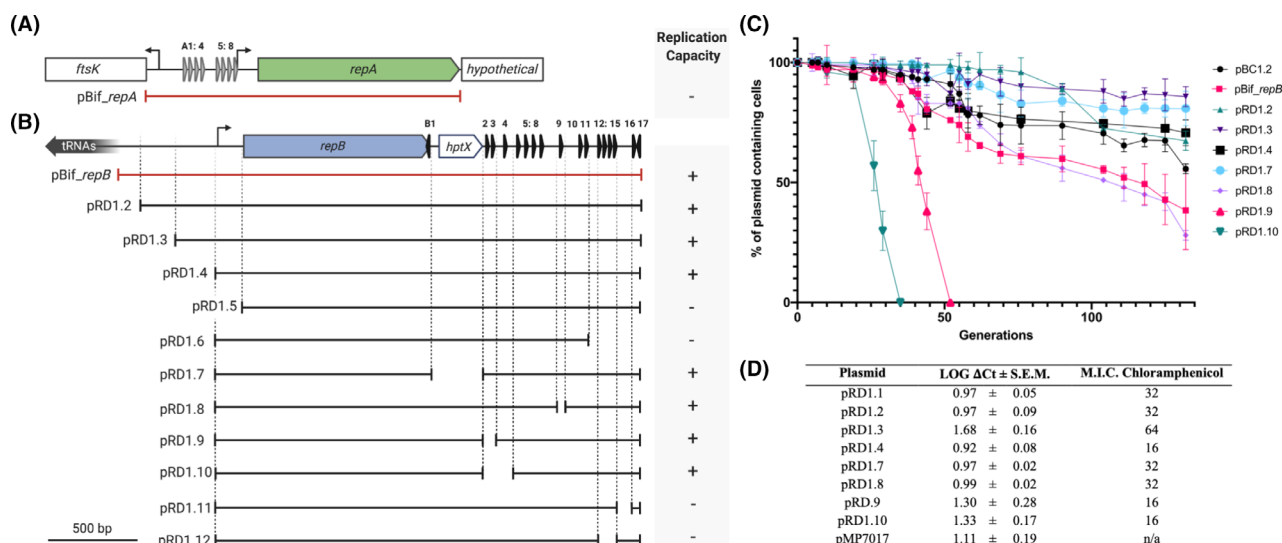 (A)
A1: 4 5: 8
ftsK repA hypothetical
pBif_repA
Replication
Capacity
-
(B)
B1 2 3 4 5: 8 9 10 11 12: 15 16 17
tRNAs repB hptX
pBif_repB +
pRD1.2 +
pRD1.3 +
pRD1.4 +
pRD1.5 -
pRD1.6 -
pRD1.7 +
pRD1.8 +
pRD1.9 +
pRD1.10 +
pRD1.11 -
pRD1.12 -
500 bp
(C)
% of plasmid containing cells
100
50
0
0 50 100
Generations
pBC1.2
pBif_repB
pRD1.2
pRD1.3
pRD1.4
pRD1.7
pRD1.8
pRD1.9
pRD1.10
(D)
Plasmid LOG ΔCt ± S.E.M. M.I.C. Chloramphenicol
pRD1.1 0.97 ± 0.05 32
pRD1.2 0.97 ± 0.09 32
pRD1.3 1.68 ± 0.16 64
pRD1.4 0.92 ± 0.08 16
pRD1.7 0.97 ± 0.02 32
pRD1.8 0.99 ± 0.02 32
pRD.9 1.30 ± 0.28 16
pRD1.10 1.33 ± 0.17 16
pMP7017 1.11 ± 0.19 n/a